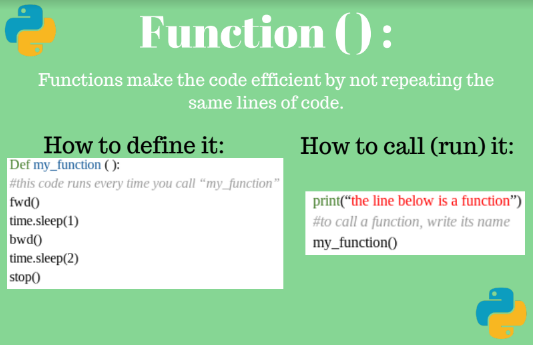 Function () :
Functions make the code efficient by not repeating the
same lines of code.
How to define it:
Def my_function ( ):
#this code runs every time you call “my_function”
fwd()
time.sleep(1)
bwd()
time.sleep(2)
stop()
How to call (run) it:
print(“the line below is a function”)
#to call a function, write its name
my_function()